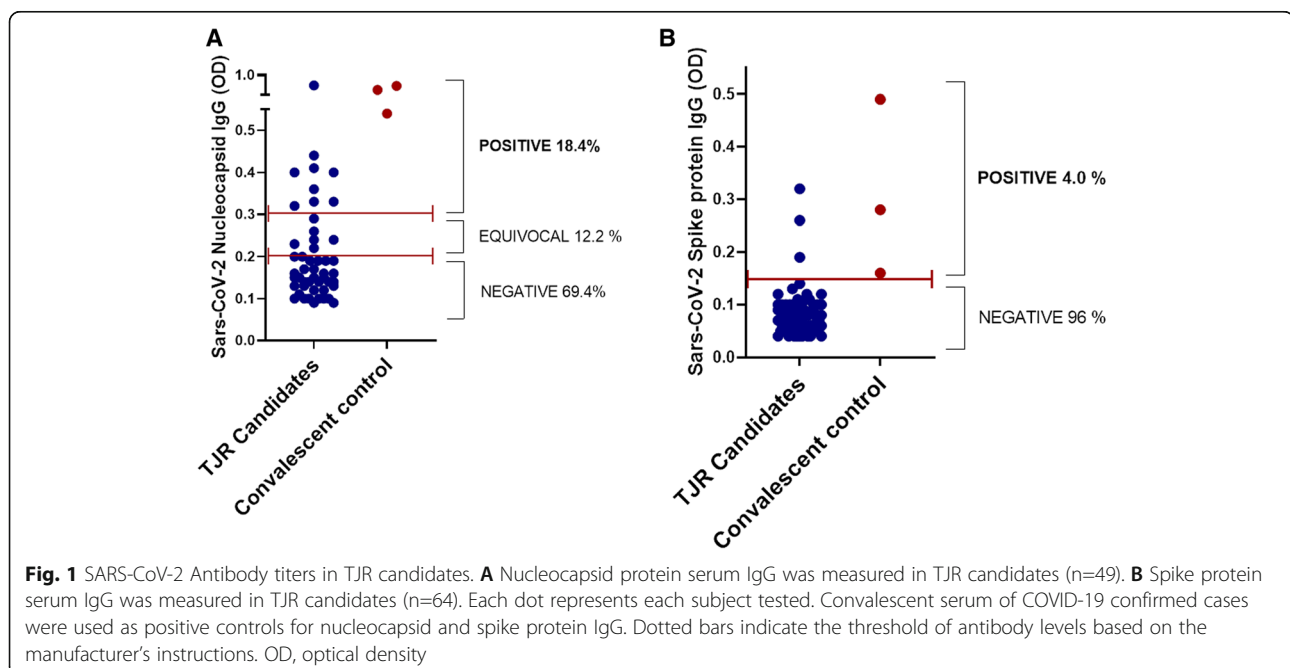 A
Sars-CoV-2 Nucleocapsid IgG (OD)
1.0
0.5
0.4
0.3
0.2
0.1
0.0
POSITIVE 18.4%
EQUIVOCAL 12.2 %
NEGATIVE 69.4%
TJR Candidates
Convalescent control
B
Sars-CoV-2 Spike protein IgG (OD)
0.5
0.4
0.3
0.2
0.1
0.0
POSITIVE 4.0 %
NEGATIVE 96 %
TJR Candidates
Convalescent control
Fig. 1 SARS-CoV-2 Antibody titers in TJR candidates. A Nucleocapsid protein serum IgG was measured in TJR candidates (n=49). B Spike protein
serum IgG was measured in TJR candidates (n=64). Each dot represents each subject tested. Convalescent serum of COVID-19 confirmed cases
were used as positive controls for nucleocapsid and spike protein IgG. Dotted bars indicate the threshold of antibody levels based on the
manufacturer's instructions. OD, optical density